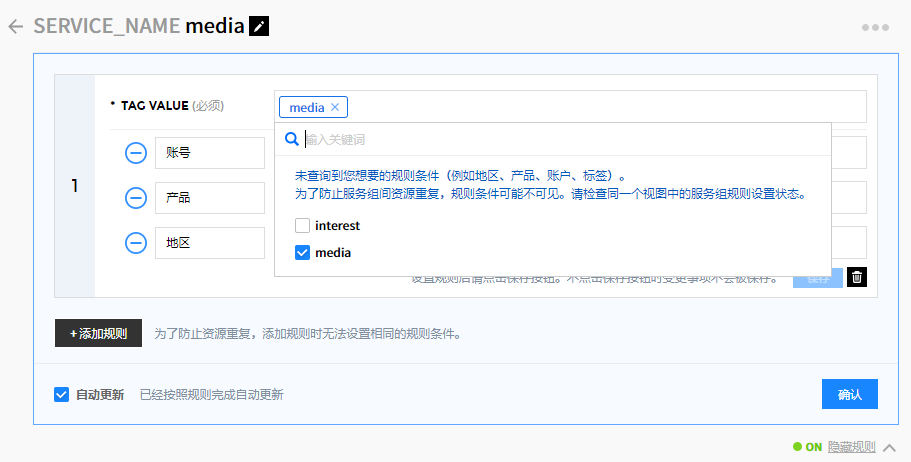 SERVICE_NAME media
TAG VALUE (必须)
media
输入关键词
未查询到您想要的规则条件（例如地区、产品、账户、标签）。
为了防止服务组间资源重复，规则条件可能不可见。请检查同一个视图中的服务组规则设置状态。
interest
media
1
账号
产品
地区
设置规则后请点击保存按钮。不点击保存按钮时变更事项不会被保存。
保存
+ 添加规则 为了防止资源重复，添加规则时无法设置相同的规则条件。
自动更新 已经按照规则完成自动更新
确认
ON 隐藏规则